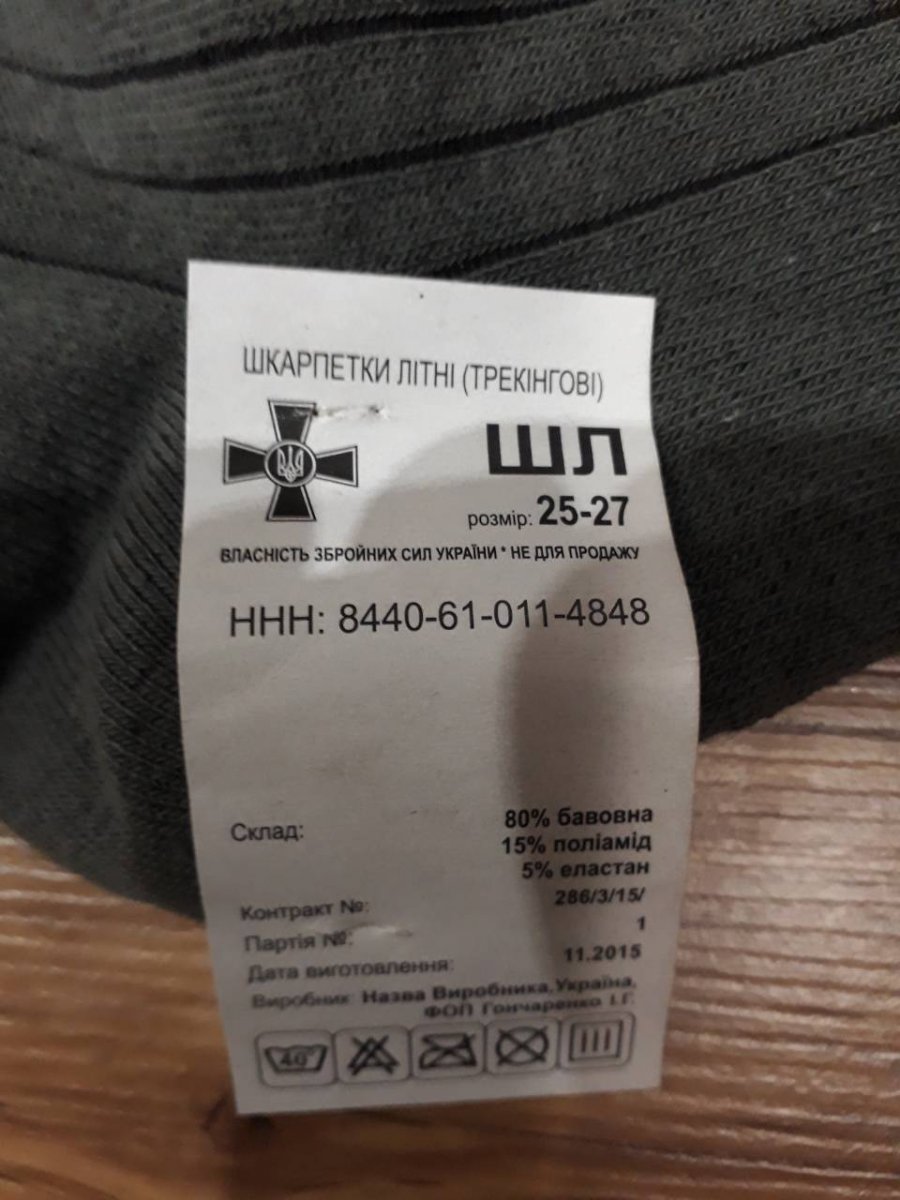 ШКАРПЕТКИ ЛІТНІ (ТРЕКІНГОВІ)
ШЛ
розмір: 25-27
ВЛАСНІСТЬ ЗБРОЙНИХ СИЛ УКРАЇНИ * НЕ ДЛЯ ПРОДАЖУ
ННН: 8440-61-011-4848
Склад: 80% бавовна
15% поліамід
5% еластан
Контракт №: 286/3/15/
Партія №: 1
Дата виготовлення: 11.2015
Виробник: Назва Виробника,Україна,
ФОП Гончаренко І.Г.
40°